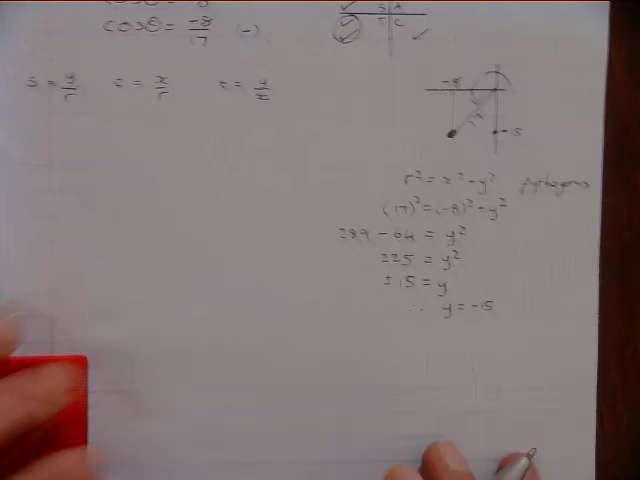 cosθ = -8/17 (-)
S A
T C
s = y/r c = x/r t = y/x
-8
17
-15
r² = x² + y² pythagoras
(17)² = (-8)² + y²
289 - 64 = y²
225 = y²
±15 = y
∴ y = -15